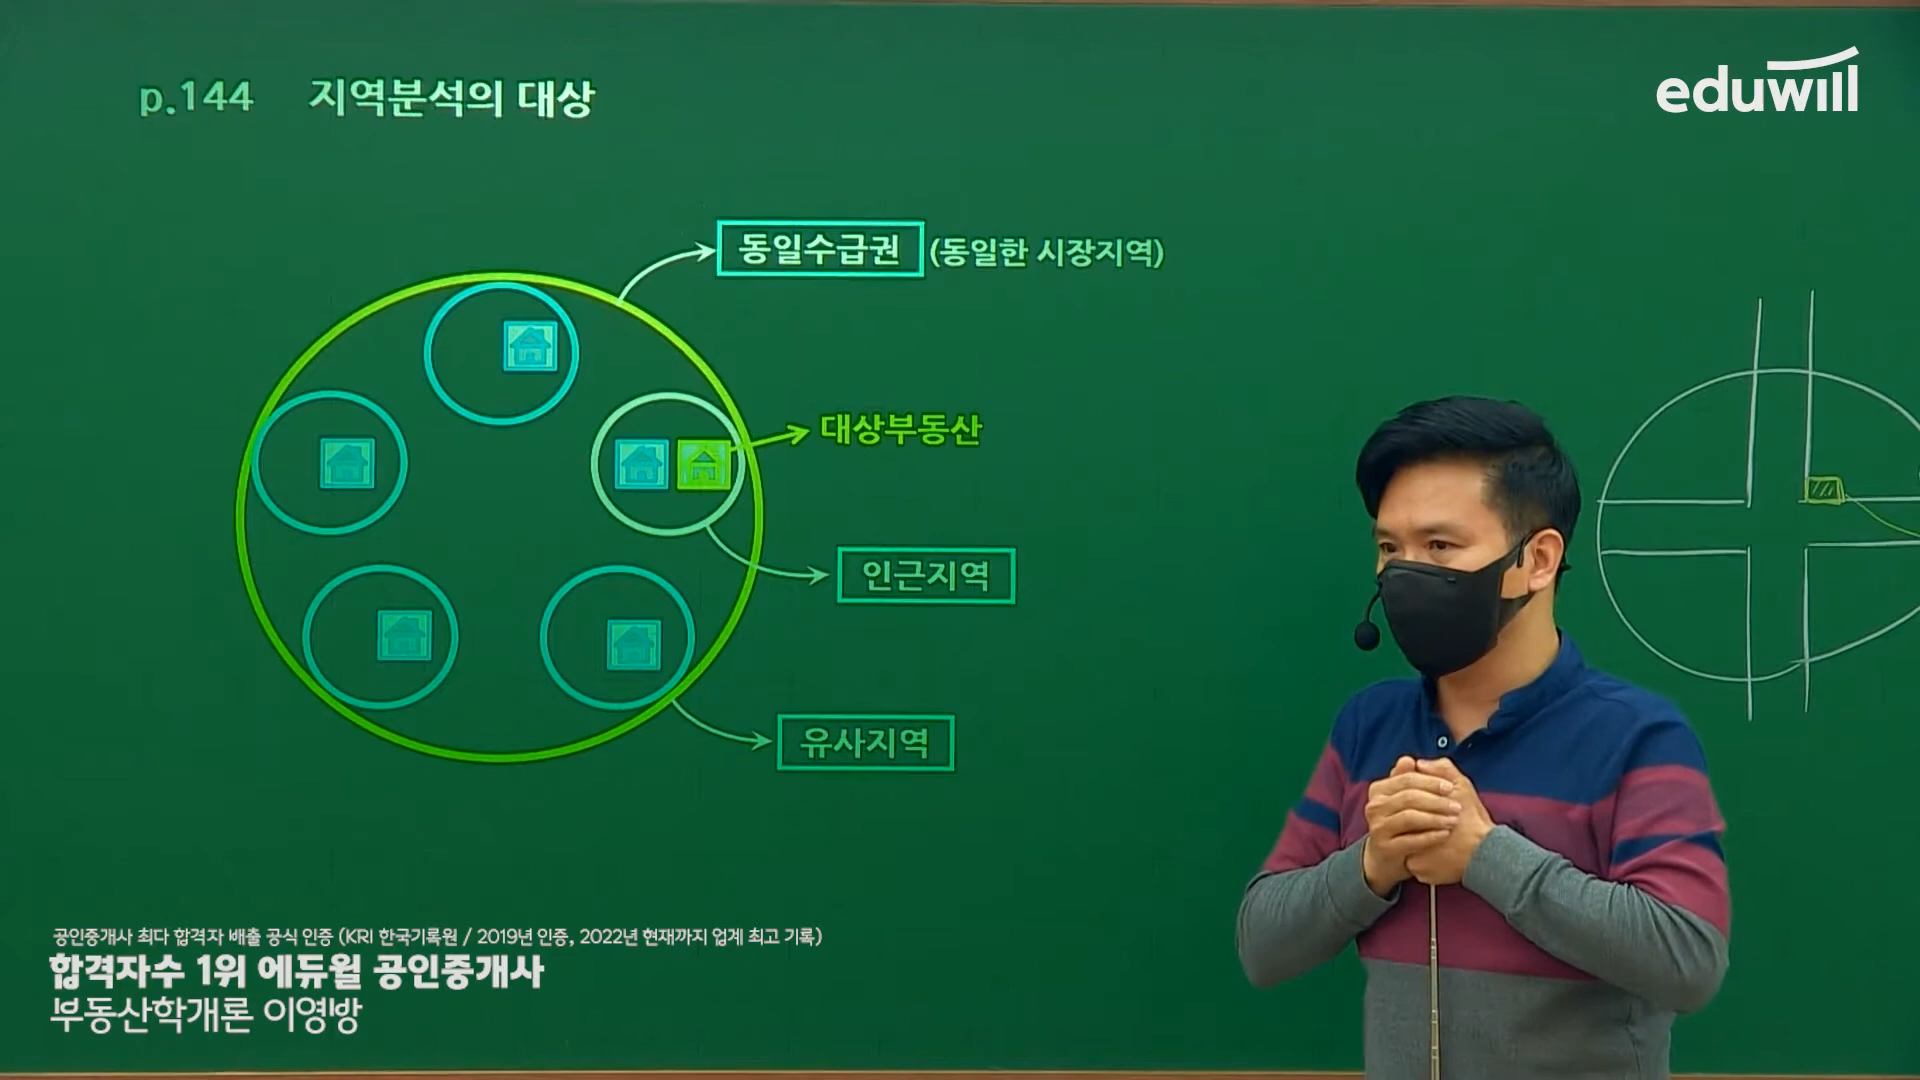 p.144 지역분석의 대상
eduwill
동일수급권 (동일한 시장지역)
대상부동산
인근지역
유사지역
공인중개사 최다 합격자 배출 공식 인증 (KRI 한국기록원 / 2019년 인증, 2022년 현재까지 업계 최고 기록)
합격자수 1위 에듀윌 공인중개사
부동산학개론 이영방